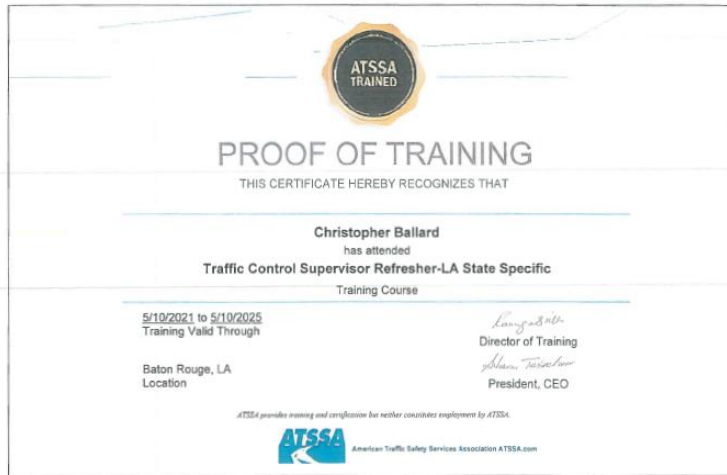 ATSSA
TRAINED
PROOF OF TRAINING
THIS CERTIFICATE HEREBY RECOGNIZES THAT
Christopher Ballard
has attended
Traffic Control Supervisor Refresher-LA State Specific
Training Course
5/10/2021 to 5/10/2025
Training Valid Through
Director of Training
Baton Rouge, LA
Location
President, CEO
ATSSA provides training and certification but neither constitutes employment by ATSSA.
ATSSA
American Traffic Safety Services Association ATSSA.com